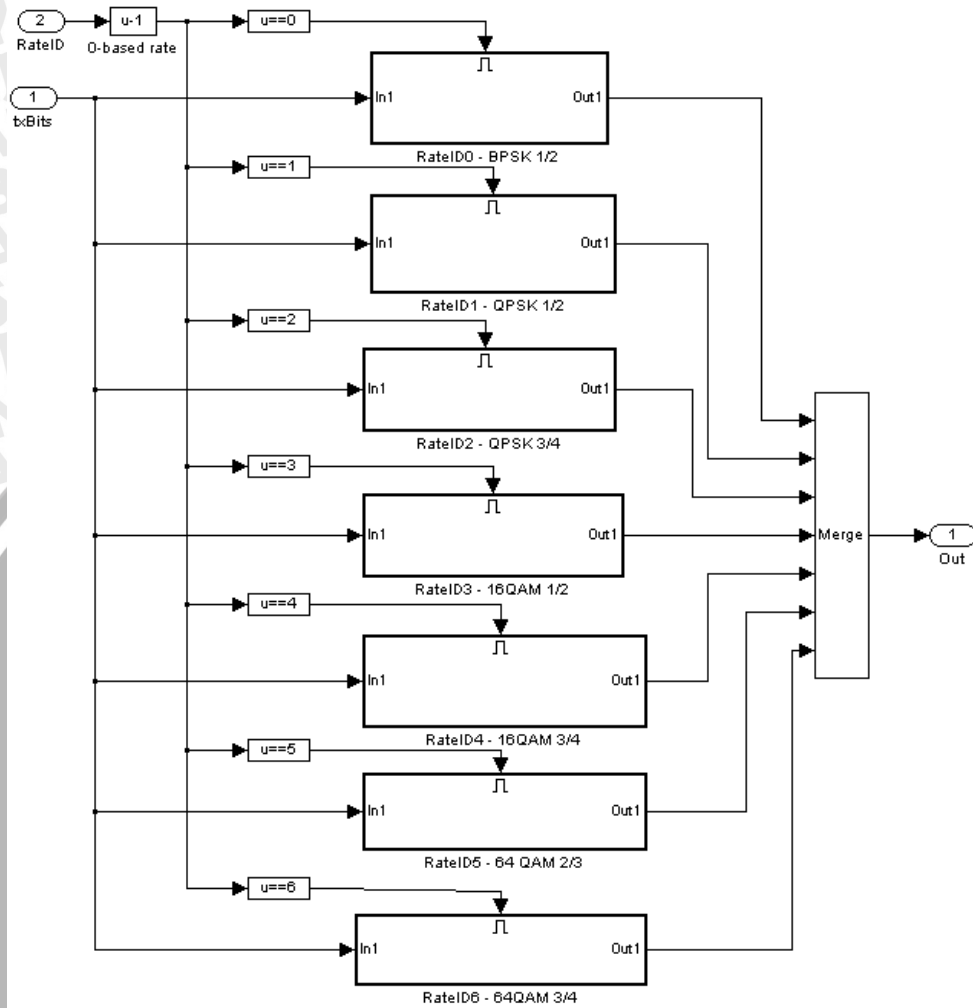 2
RateID
u-1
0-based rate
u==0
1
txBits
In1
Out1
RateID0 - BPSK 1/2
u==1
In1
Out1
RateID1 - QPSK 1/2
u==2
In1
Out1
RateID2 - QPSK 3/4
u==3
In1
Out1
RateID3 - 16QAM 1/2
u==4
In1
Out1
RateID4 - 16QAM 3/4
u==5
In1
Out1
RateID5 - 64 QAM 2/3
u==6
In1
Out1
RateID6 - 64QAM 3/4
Merge
1
Out